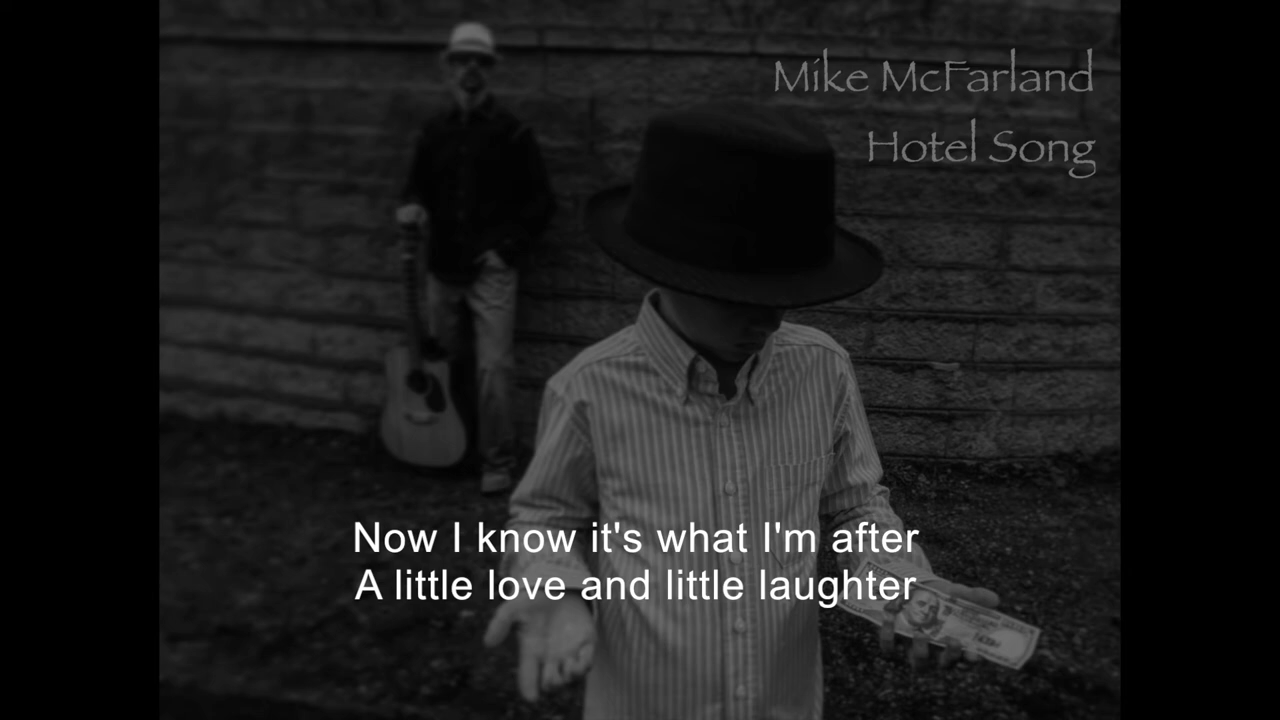 Mike McFarland
Hotel Song
Now I know it's what I'm after
A little love and little laughter